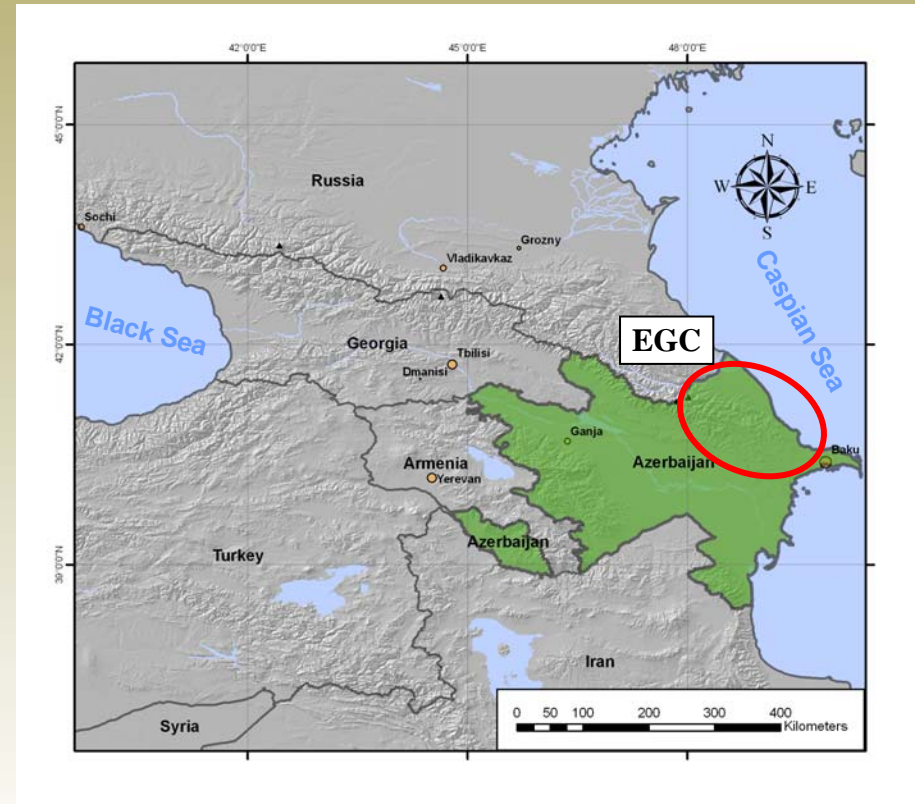 42°0'0"E 45°0'0"E 48°0'0"E
45°0'0"N
N
W E
S
Russia
Sochi
Grozny
Vladikavkaz
Caspian Sea
Black Sea
EGC
42°0'0"N
Georgia
Tbilisi
Dmanisi
Ganja
Baku
Armenia
Azerbaijan
Yerevan
Azerbaijan
Turkey
39°0'0"N
Iran
Syria
0 50 100 200 300 400
Kilometers